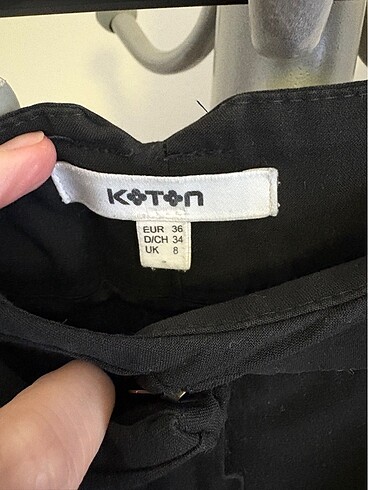 KOTON
EUR 36
D/CH 34
UK 8